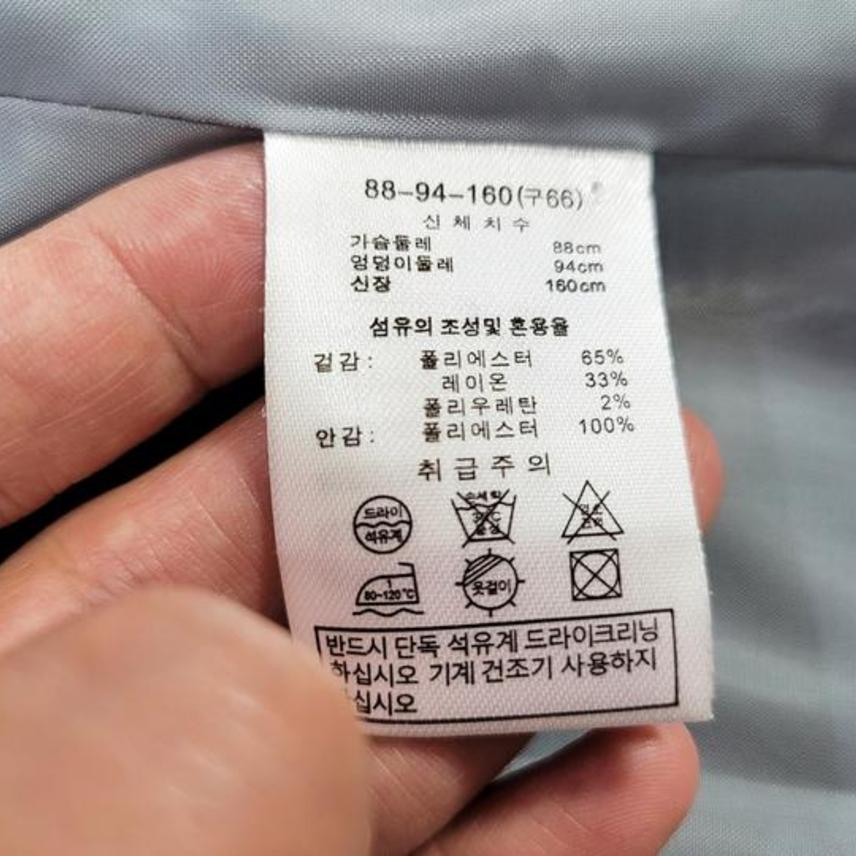 88-94-160(구66)
신체치수
가슴둘레 88cm
엉덩이둘레 94cm
신장 160cm
섬유의 조성및 혼용율
겉감: 폴리에스터 65%
레이온 33%
폴리우레탄 2%
안감: 폴리에스터 100%
취급주의
드라이
석유계
손세탁
1
80~120℃
옷걸이
반드시 단독 석유계 드라이크리닝
하십시오 기계 건조기 사용하지
십시오